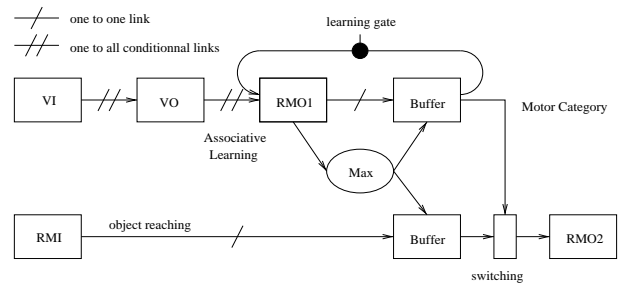 one to one link
learning gate
one to all conditionnal links
VI
VO
RMO1
Buffer
Motor Category
Associative
Learning
Max
RMI
object reaching
Buffer
RMO2
switching